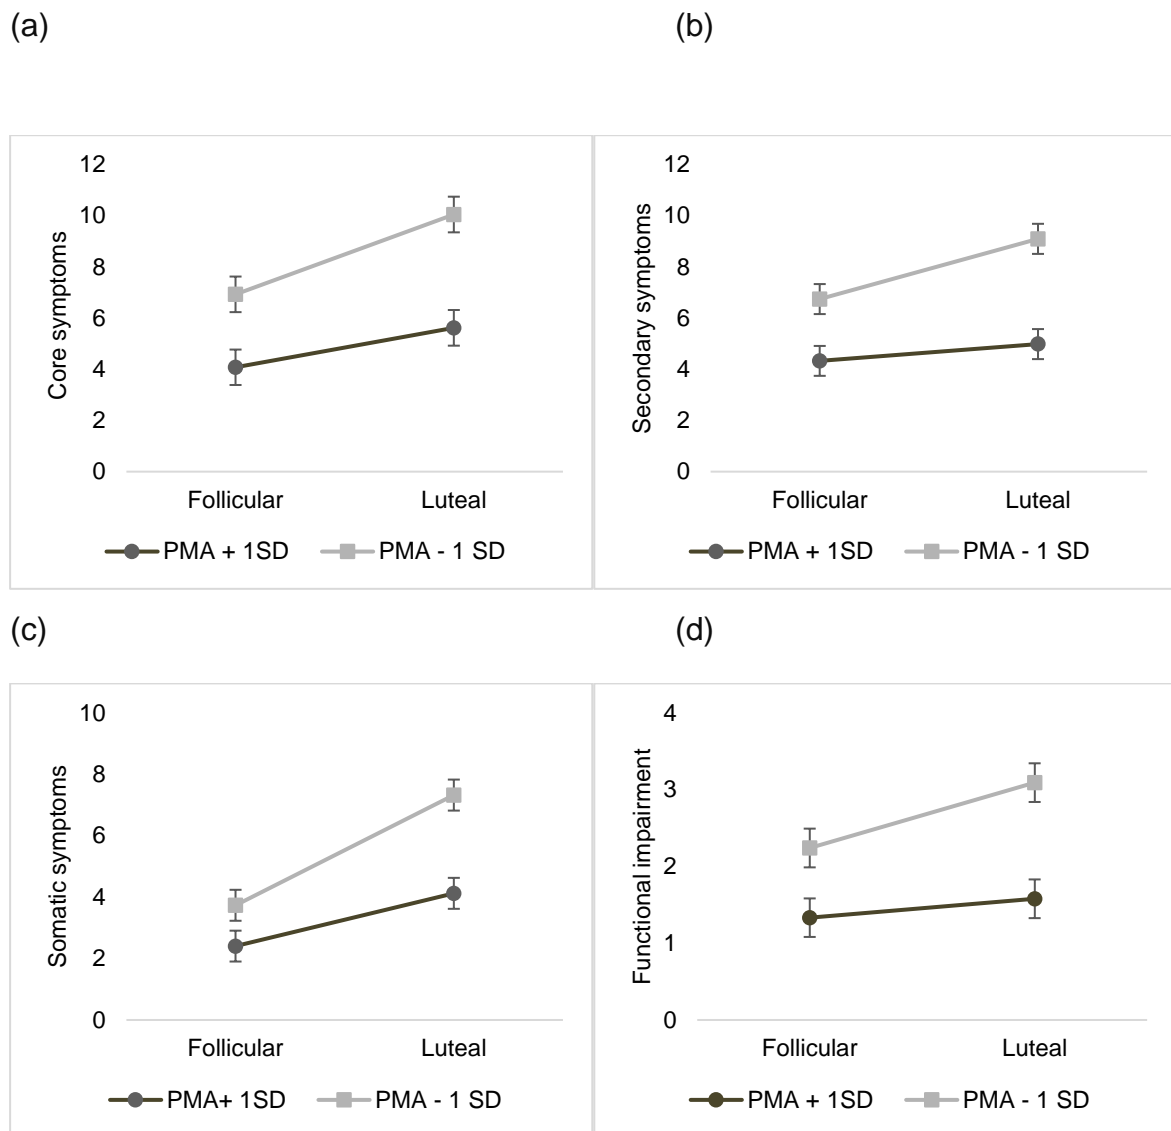 (a)
(b)
12
10
8
6
4
2
0
Core symptoms
Follicular
Luteal
PMA + 1SD
PMA - 1 SD
12
10
8
6
4
2
0
Secondary symptoms
Follicular
Luteal
PMA + 1SD
PMA - 1 SD
(c)
(d)
10
8
6
4
2
0
Somatic symptoms
Follicular
Luteal
PMA+ 1SD
PMA - 1 SD
4
3
2
1
0
Functional impairment
Follicular
Luteal
PMA + 1SD
PMA - 1 SD